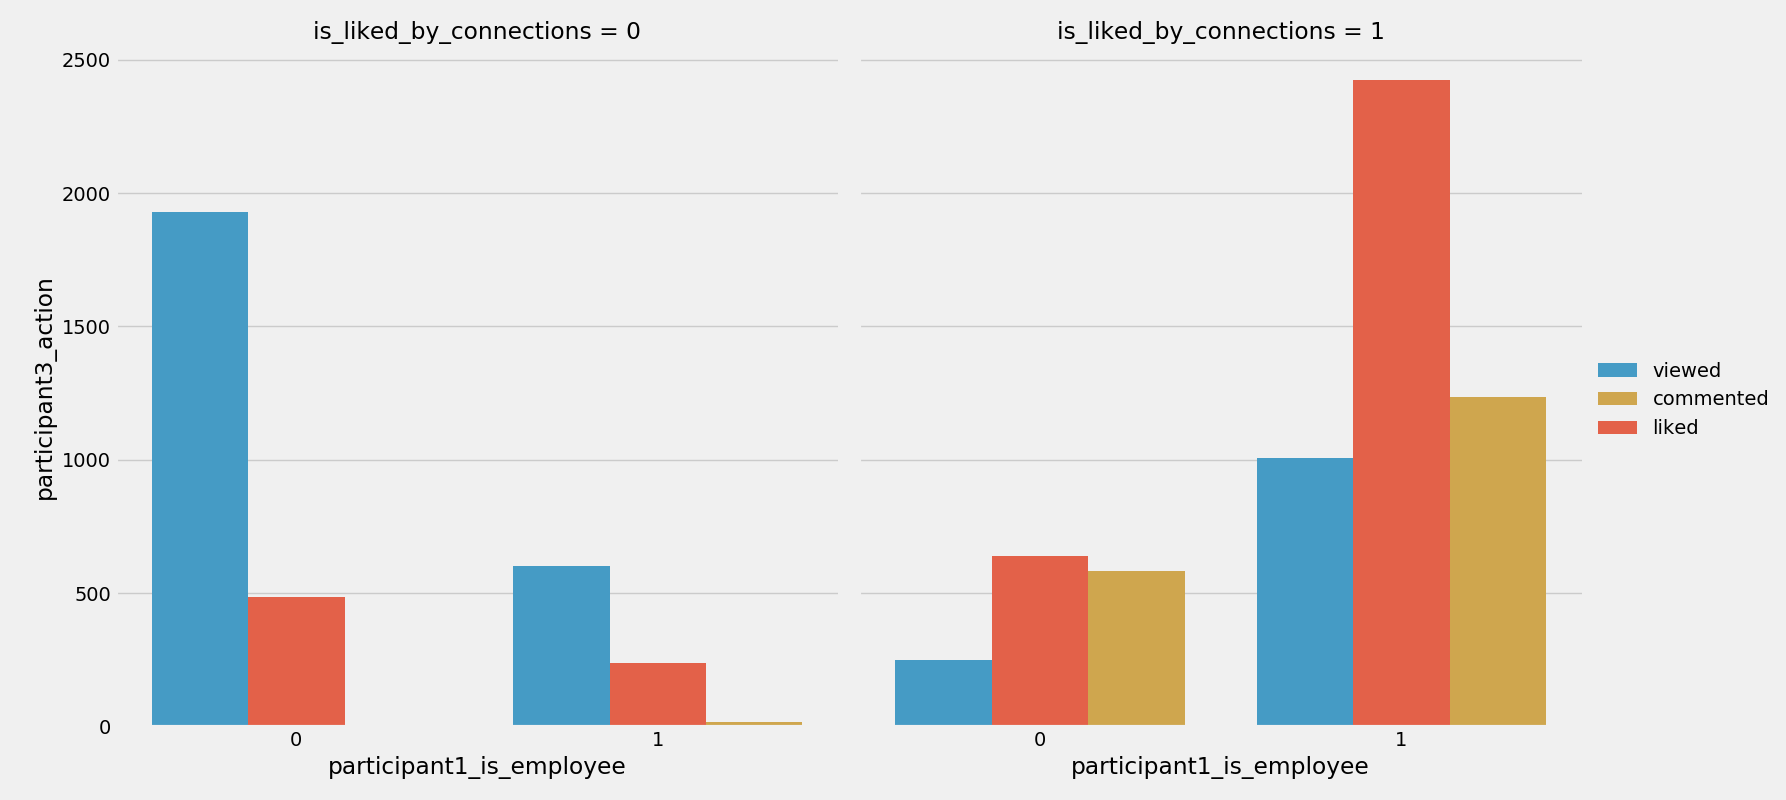 is_liked_by_connections = 0
is_liked_by_connections = 1
participant3_action
2500
2000
1500
1000
500
0
0
1
0
1
participant1_is_employee
participant1_is_employee
viewed
commented
liked